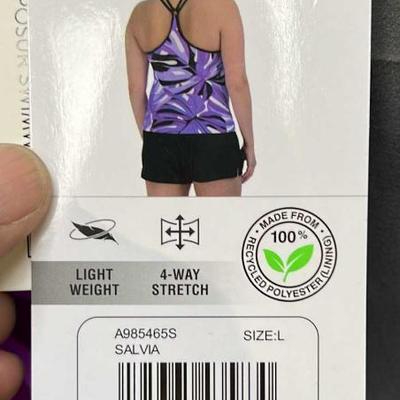 LIGHT WEIGHT
4-WAY STRETCH
MADE FROM
100%
RECYCLED POLYESTER (LINING)
A985465S
SIZE:L
SALVIA